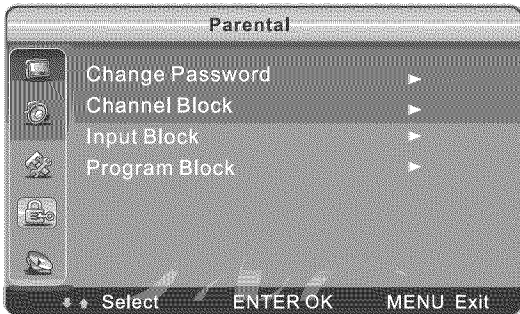 Parental
Change Password
Channel Block
Input Block
Program Block
Select ENTER OK MENU Exit